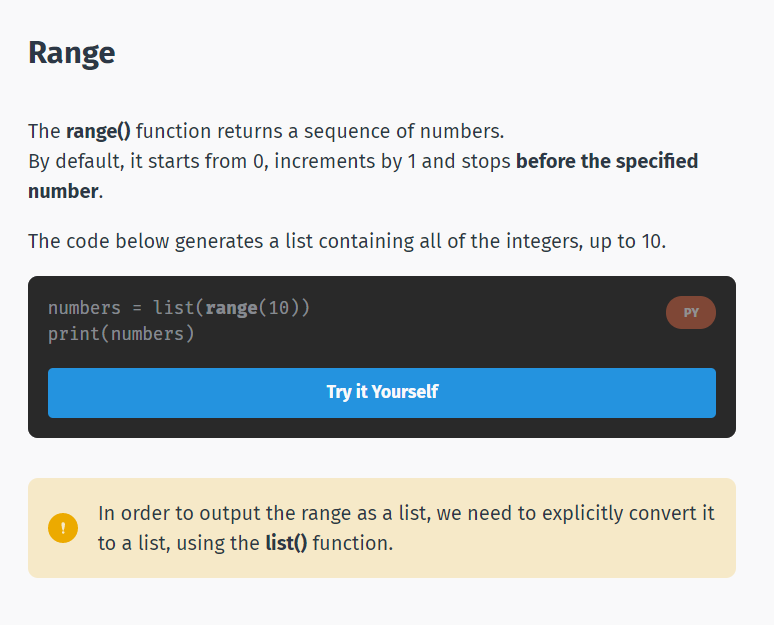 Range
The range() function returns a sequence of numbers.
By default, it starts from 0, increments by 1 and stops before the specified
number.
The code below generates a list containing all of the integers, up to 10.
numbers = list(range(10))
PY
print(numbers)
Try it Yourself
!
In order to output the range as a list, we need to explicitly convert it
to a list, using the list() function.